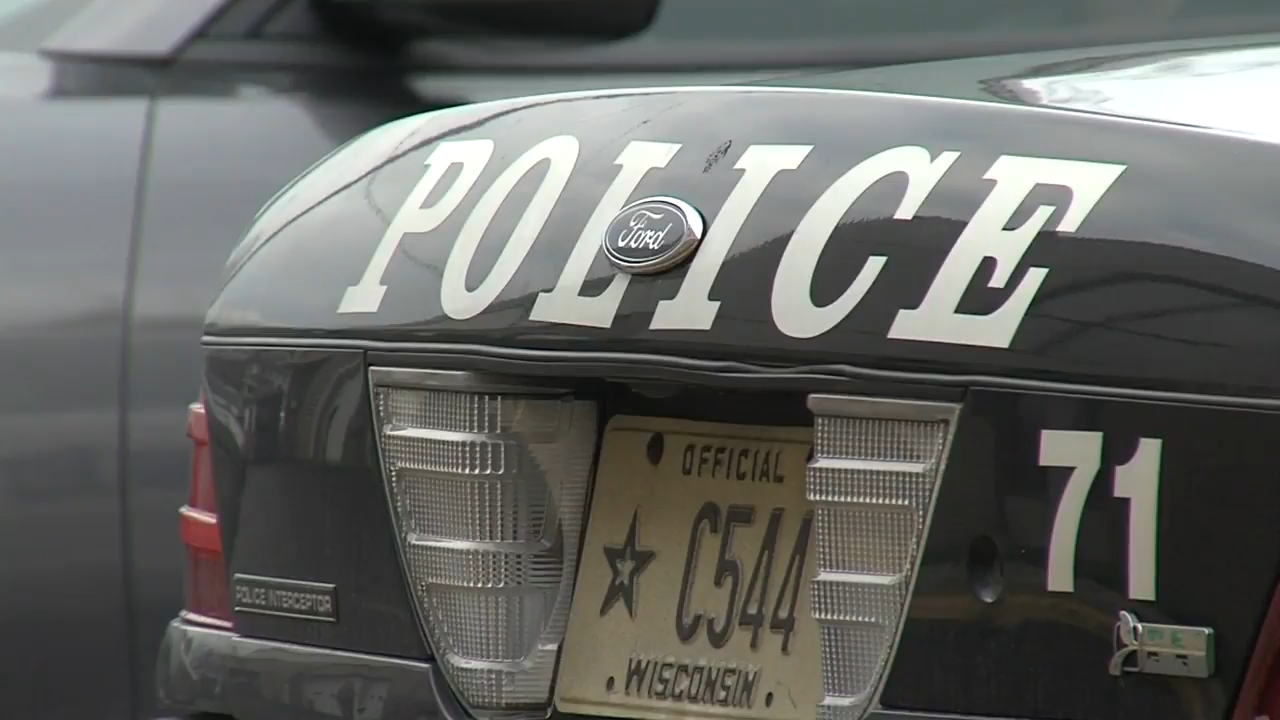 POLICE
Ford
71
OFFICIAL
C544
WISCONSIN
POLICE INTERCEPTOR